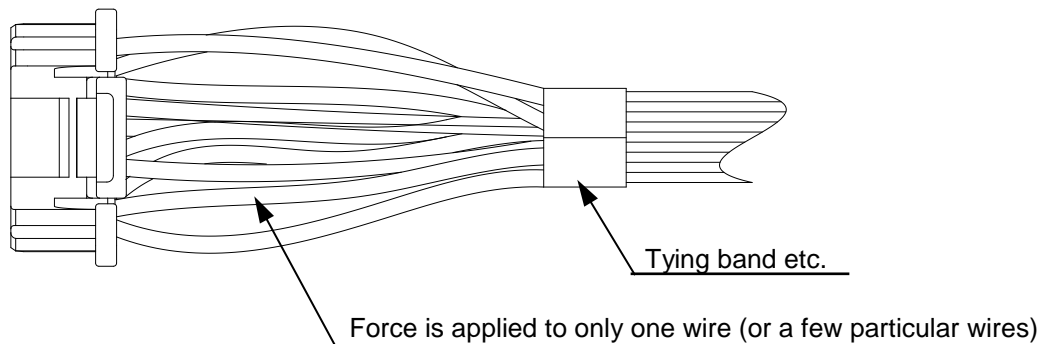 Tying band etc.
Force is applied to only one wire (or a few particular wires)